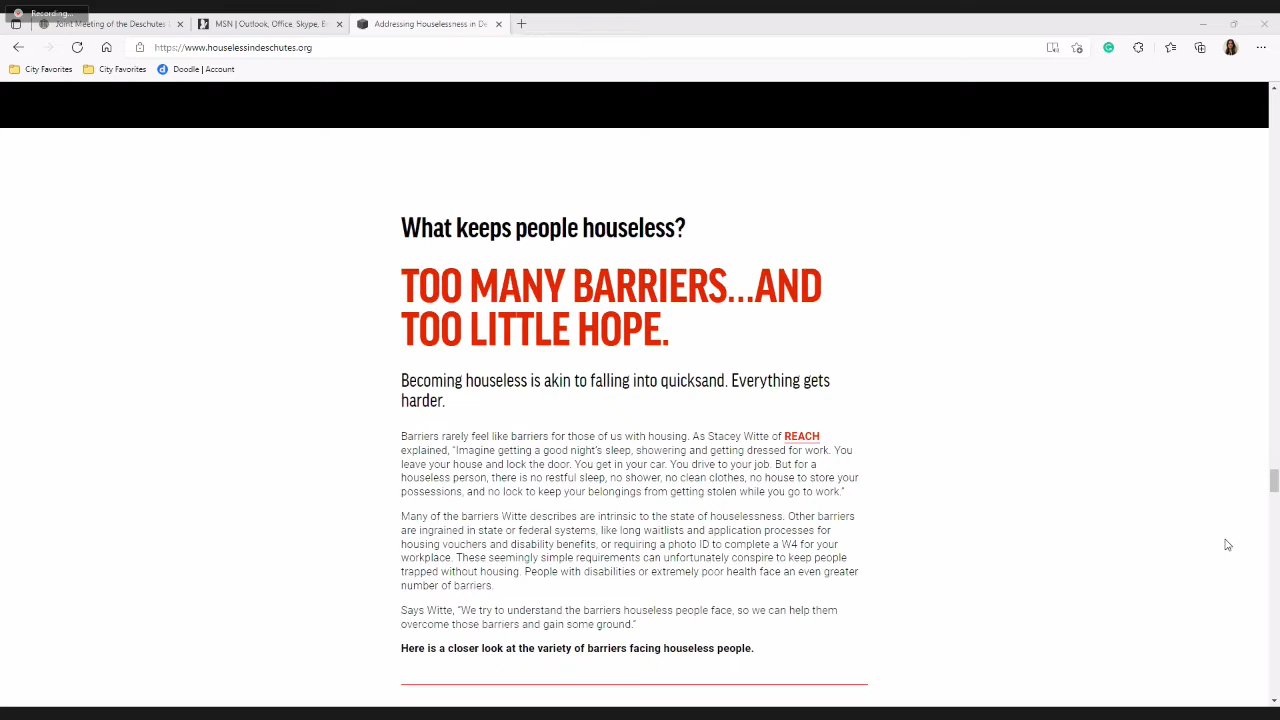 Recording...
Joint Meeting of the Deschutes
MSN | Outlook, Office, Skype,
Addressing Houselessness in De
https://www.houselessindeschutes.org
City Favorites
City Favorites
Doodle | Account
What keeps people houseless?
TOO MANY BARRIERS...AND
TOO LITTLE HOPE.
Becoming houseless is akin to falling into quicksand. Everything gets
harder.
Barriers rarely feel like barriers for those of us with housing. As Stacey Witte of REACH
explained, “Imagine getting a good night’s sleep, showering and getting dressed for work. You
leave your house and lock the door. You get in your car. You drive to your job. But for a
houseless person, there is no restful sleep, no shower, no clean clothes, no house to store your
possessions, and no lock to keep your belongings from getting stolen while you go to work.”
Many of the barriers Witte describes are intrinsic to the state of houselessness. Other barriers
are ingrained in state or federal systems, like long waitlists and application processes for
housing vouchers and disability benefits, or requiring a photo ID to complete a W4 for your
workplace. These seemingly simple requirements can unfortunately conspire to keep people
trapped without housing. People with disabilities or extremely poor health face an even greater
number of barriers.
Says Witte, “We try to understand the barriers houseless people face, so we can help them
overcome those barriers and gain some ground.”
Here is a closer look at the variety of barriers facing houseless people.